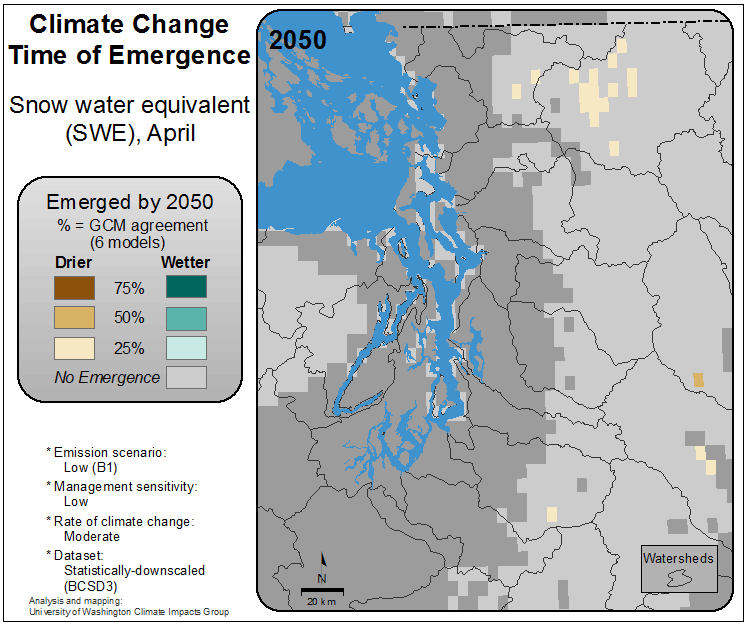 Climate Change
Time of Emergence
Snow water equivalent
(SWE), April
Emerged by 2050
% = GCM agreement
(6 models)
Drier Wetter
75%
50%
25%
No Emergence
* Emission scenario:
Low (B1)
* Management sensitivity:
Low
* Rate of climate change:
Moderate
* Dataset:
Statistically-downscaled
(BCSD3)
Analysis and mapping:
University of Washington Climate Impacts Group
2050
N
20 km
Watersheds